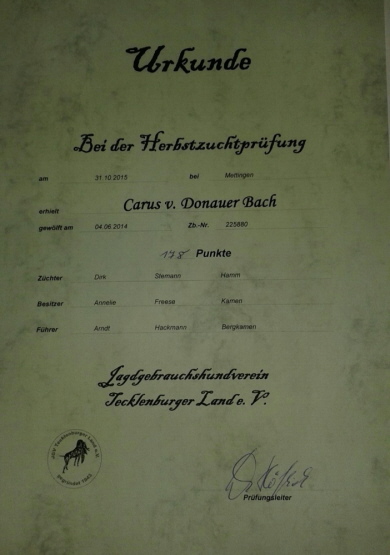 Urkunde
Bei der Herbstzuchtprüfung
am 31.10.2015 bei Mettingen
erhielt Carus v. Donauer Bach
gewölft am 04.06.2014 Zb.-Nr. 225880
178 Punkte
Züchter Dirk Stemann Hamm
Besitzer Annelie Freese Kamen
Führer Arndt Hackmann Bergkamen
Jagdgebrauchshundverein
Tecklenburger Land e. V.
Prüfungsleiter